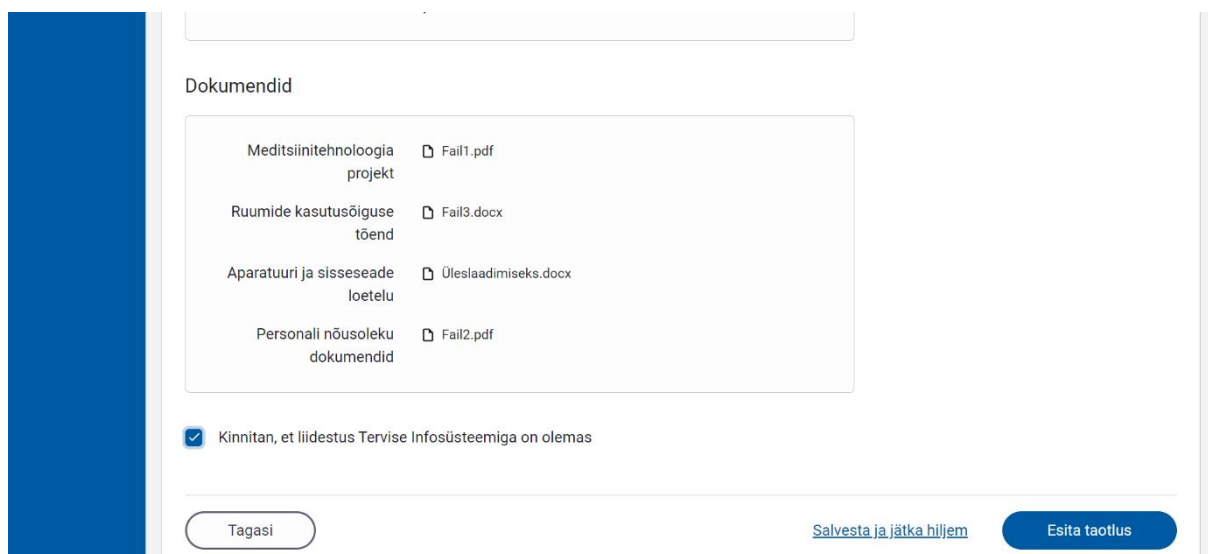 Dokumendid
Meditsiinitehnoloogia
projekt
Fail1.pdf
Ruumide kasutusõiguse
tõend
Fail3.docx
Aparatuuri ja sisseseade
loetelu
Üleslaadimiseks.docx
Personali nõusoleku
dokumendid
Fail2.pdf
Kinnitan, et liidestus Tervise Infosüsteemiga on olemas
Tagasi
Salvesta ja jätka hiljem
Esita taotlus